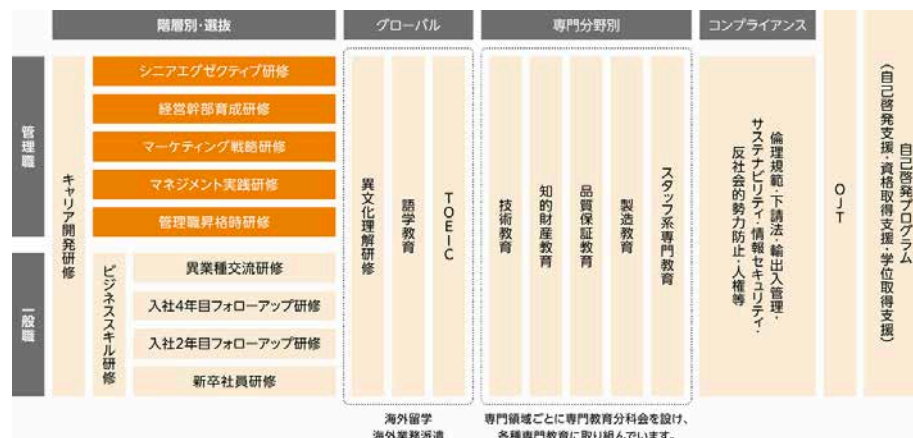 階層別・選抜
グローバル
専門分野別
コンプライアンス
管理職
一般職
キャリア開発研修
シニアエグゼクティブ研修
経営幹部育成研修
マーケティング戦略研修
マネジメント実践研修
管理職昇格時研修
ビジネススキル研修
異業種交流研修
入社4年目フォローアップ研修
入社2年目フォローアップ研修
新卒社員研修
異文化理解研修
語学教育
TOEIC
海外留学
海外業務派遣
技術教育
知的財産教育
品質保証教育
製造教育
スタッフ系専門教育
専門領域ごとに専門教育分科会を設け、
各種専門教育に取り組んでいます。
倫理規範・下請法・輸出入管理・
サステナビリティ・情報セキュリティ・
反社会的勢力防止・人権等
OJT
自己啓発プログラム
（自己啓発支援・資格取得支援・学位取得支援）